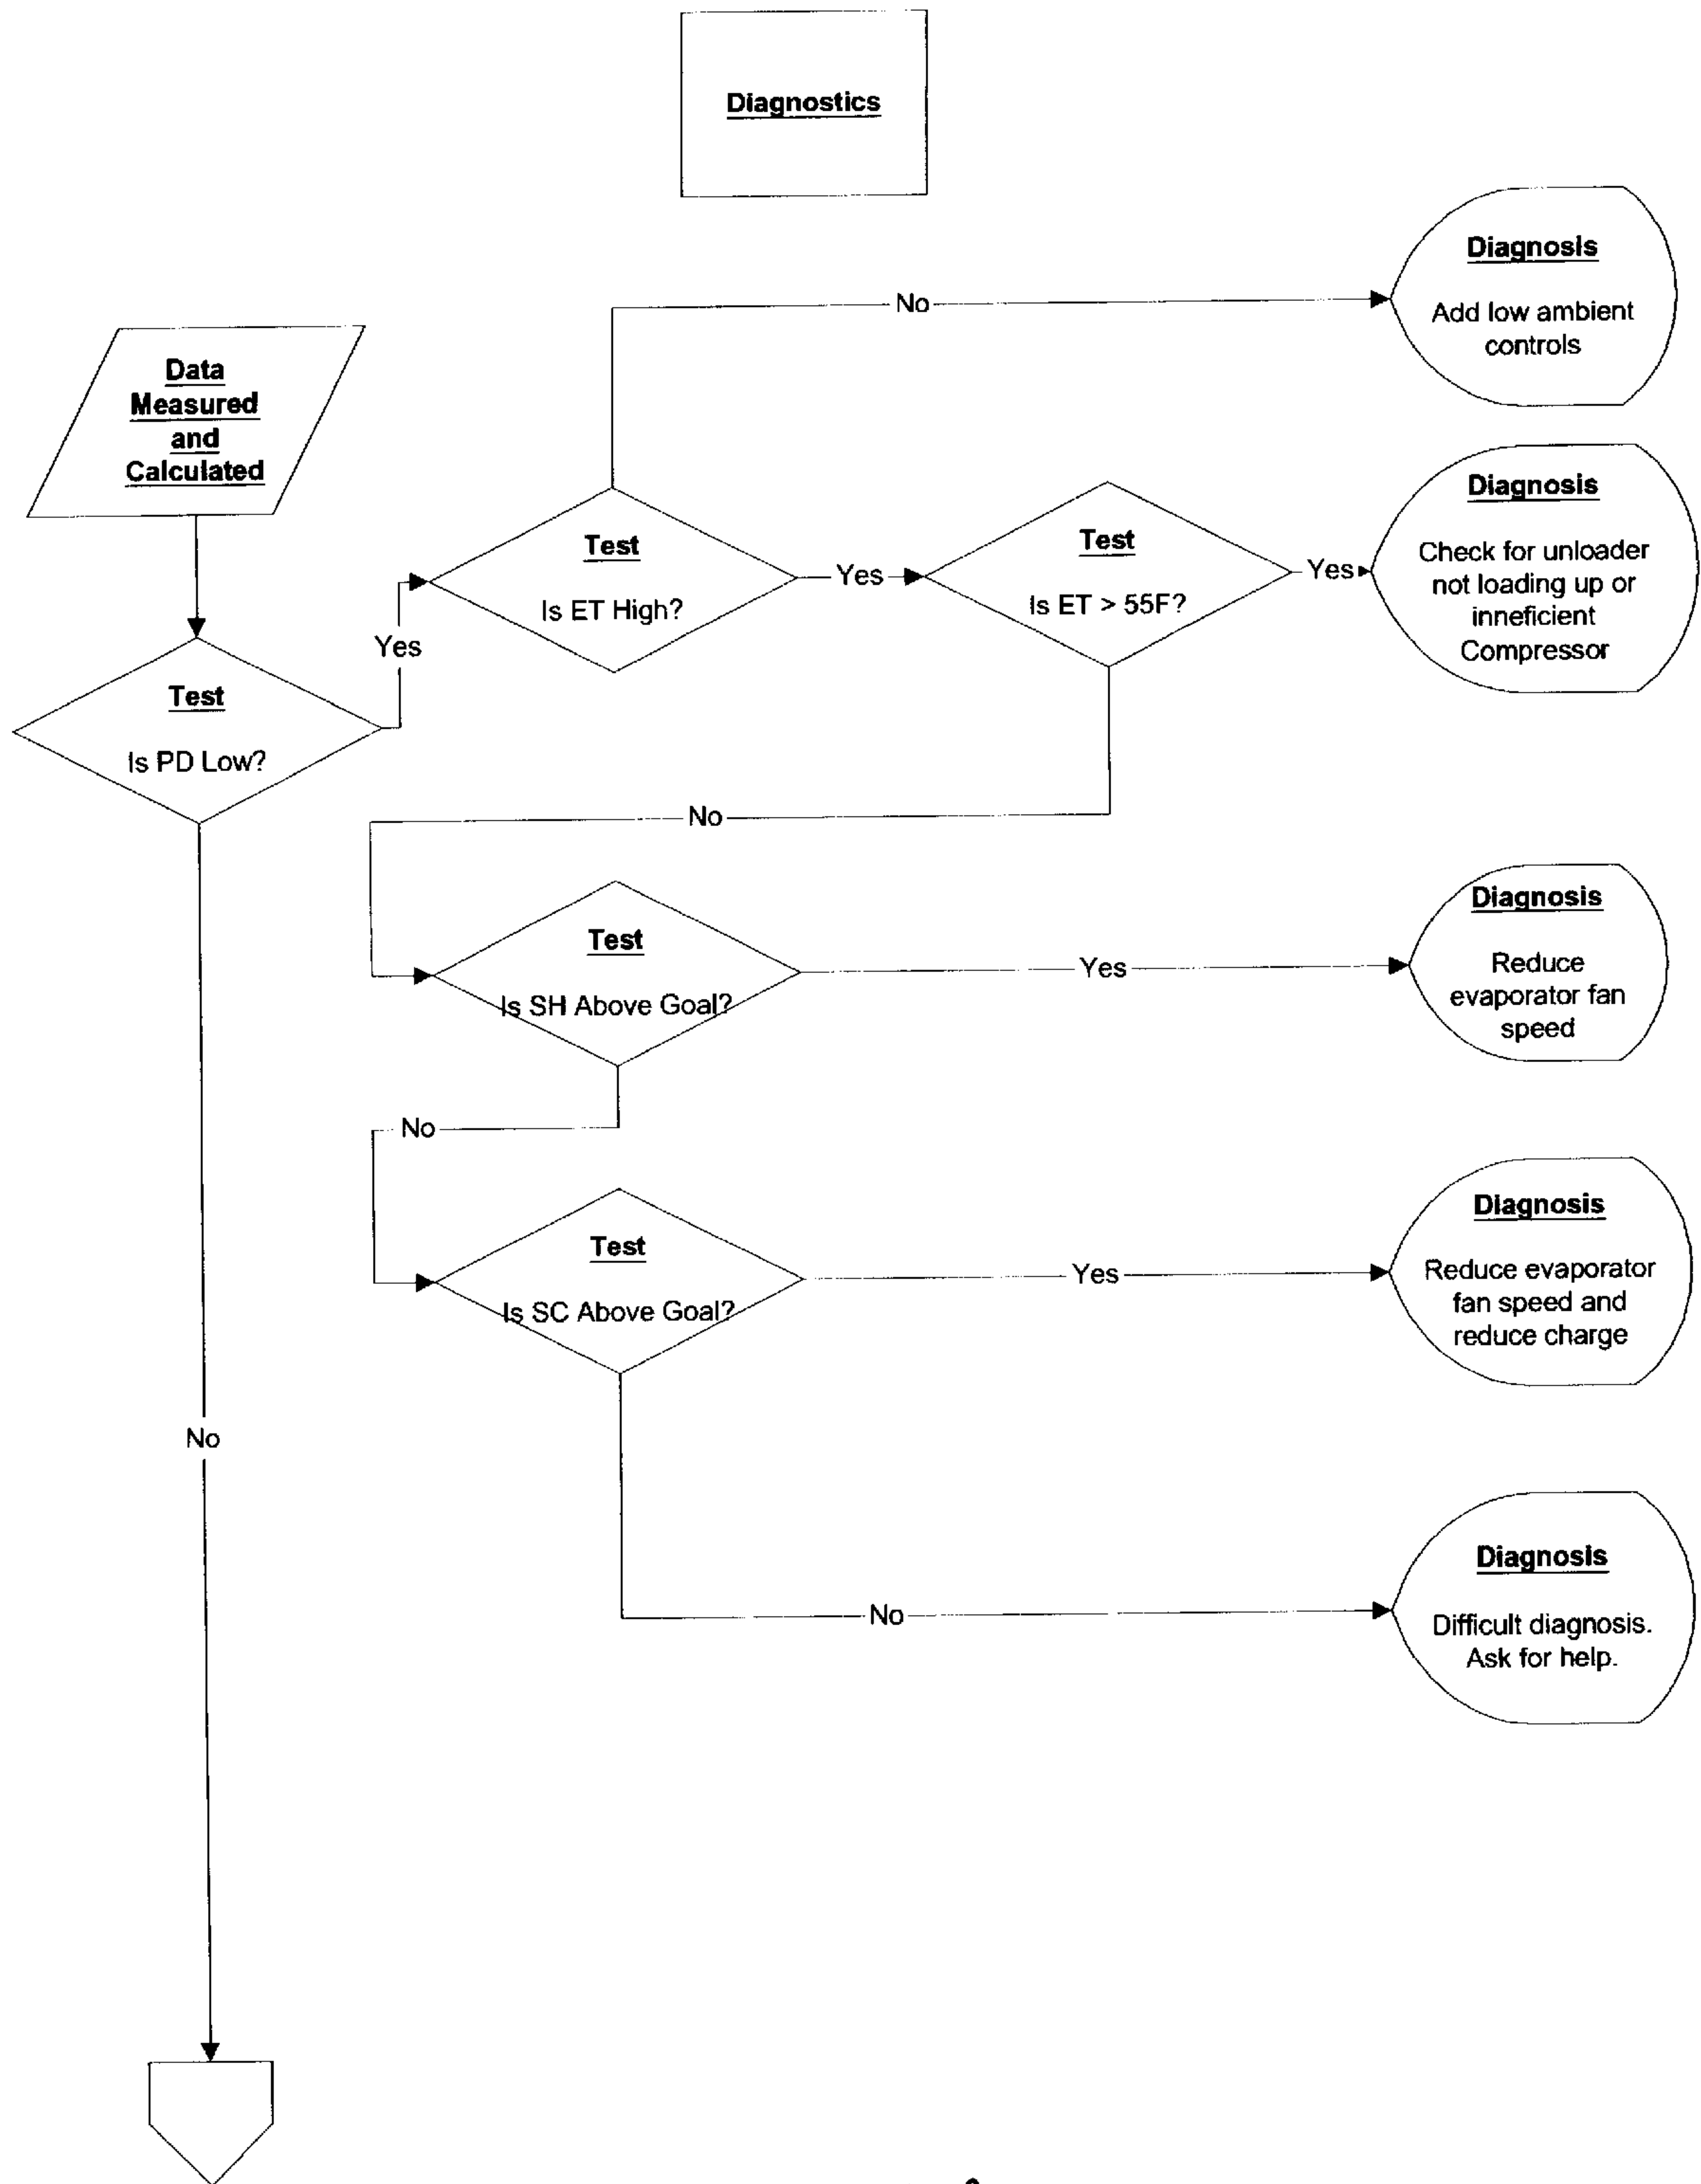 Diagnostics
Diagnosis
Add low ambient
controls
No
Data
Measured
and
Calculated
Test
Is ET High?
Yes
Test
Is ET > 55F?
Yes
Diagnosis
Check for unloader
not loading up or
inneficient
Compressor
Yes
Test
Is PD Low?
No
Test
Is SH Above Goal?
Yes
Diagnosis
Reduce
evaporator fan
speed
No
Test
Is SC Above Goal?
Yes
Diagnosis
Reduce evaporator
fan speed and
reduce charge
No
No
Diagnosis
Difficult diagnosis.
Ask for help.